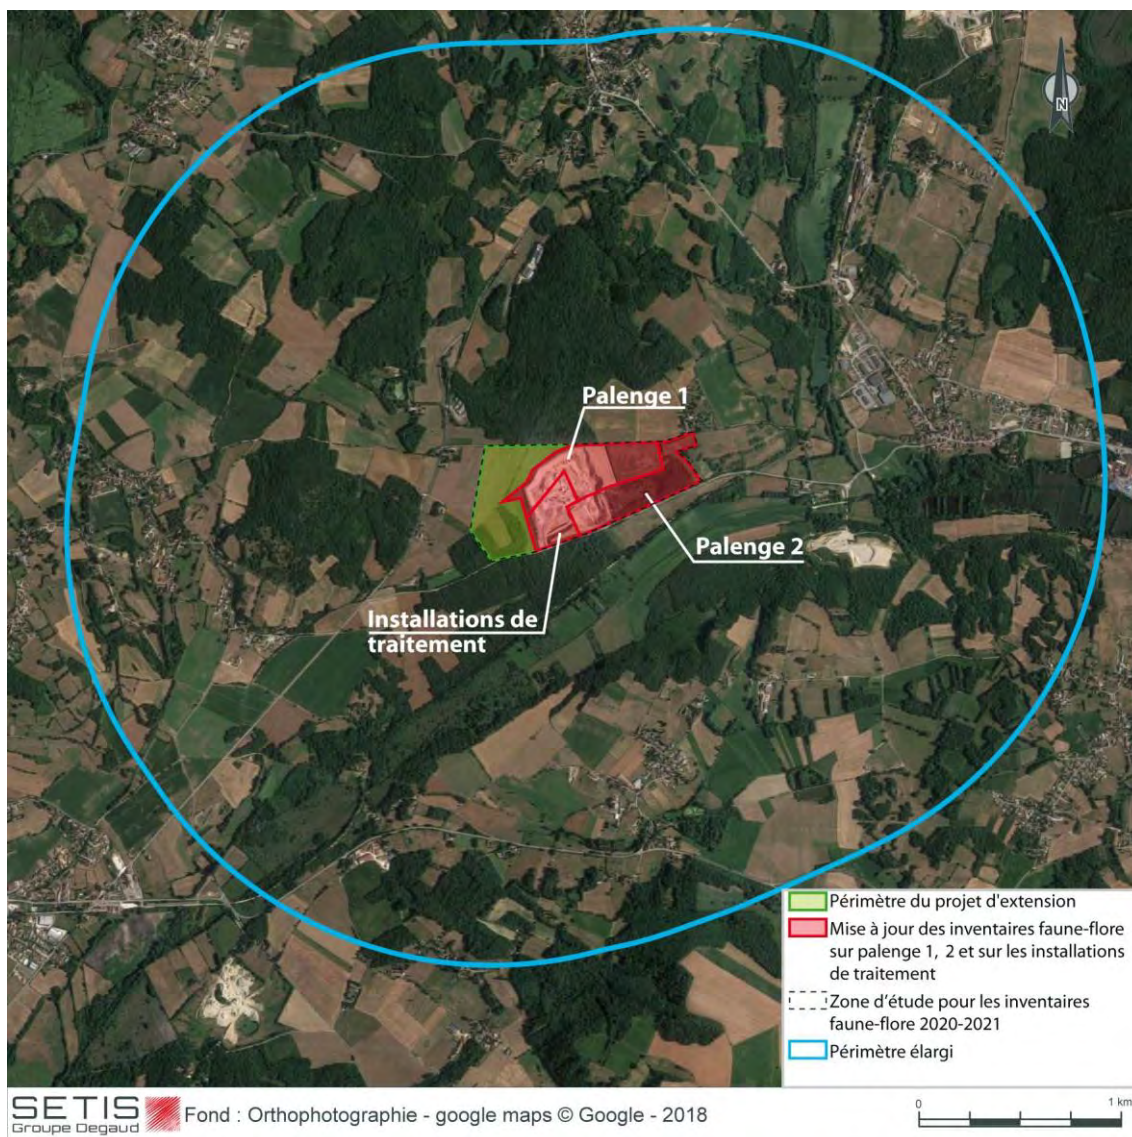 N
Palenge 1
Palenge 2
Installations de
traitement
Périmètre du projet d'extension
Mise à jour des inventaires faune-flore
sur palenge 1, 2 et sur les installations
de traitement
Zone d'étude pour les inventaires
faune-flore 2020-2021
Périmètre élargi
SETIS
Groupe Degaud
Fond : Orthophotographie - google maps © Google - 2018
0 1 km